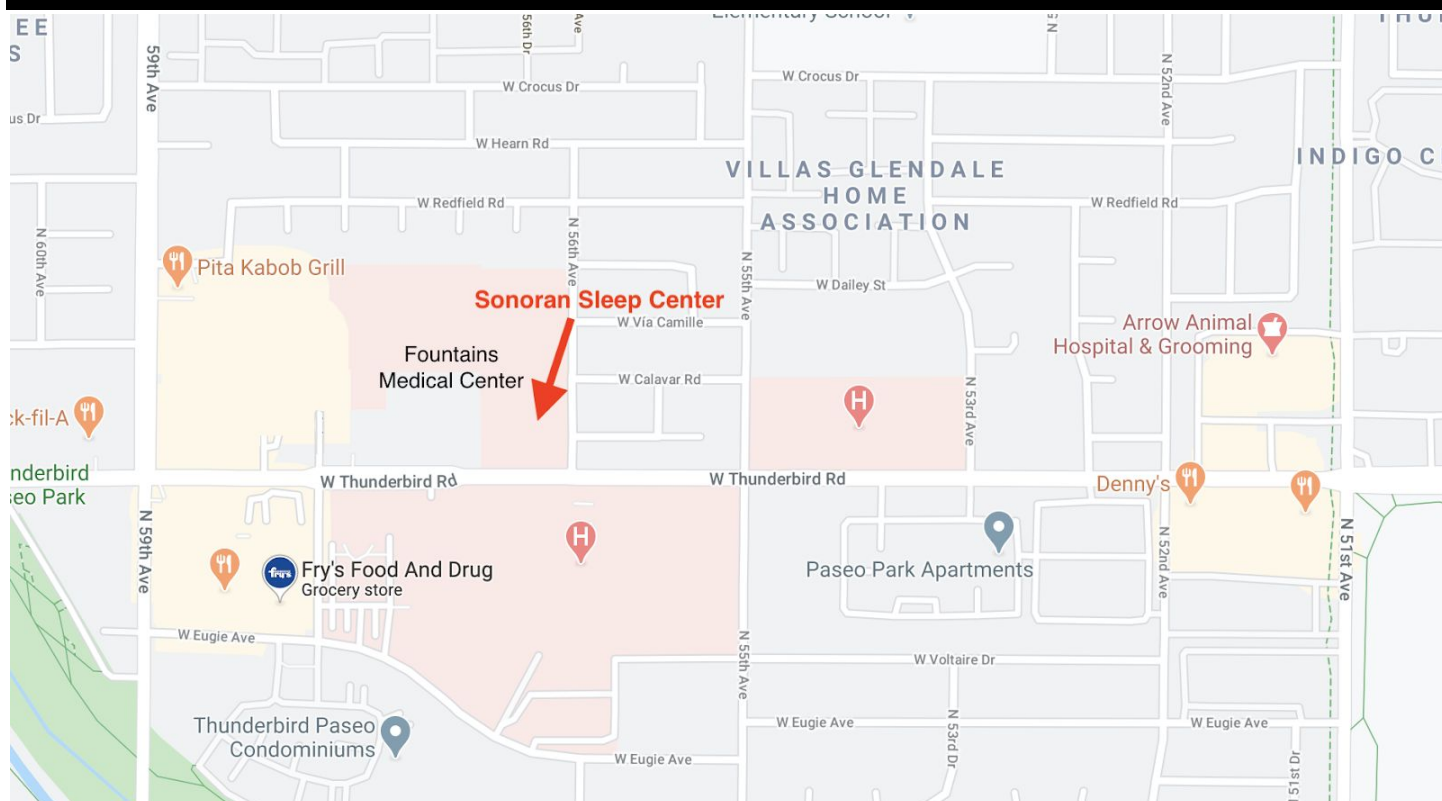 EE
S
59th Ave
56th Dr
Ave
Elementary School
N 5
THU
W Crocus Dr
W Crocus Dr
N 52nd Ave
us Dr
W Hearn Rd
VILLAS GLENDALE
HOME
ASSOCIATION
INDIGO C
W Redfield Rd
W Redfield Rd
N 60th Ave
N 56th Ave
Pita Kabob Grill
N 55th Ave
W Dailey St
Sonoran Sleep Center
W Vía Camille
Arrow Animal
Hospital & Grooming
Fountains
Medical Center
W Calavar Rd
N 53rd Ave
H
ck-fil-A
nderbird
seo Park
W Thunderbird Rd
W Thunderbird Rd
Denny's
N 59th Ave
H
N 52nd Ave
N 51st Ave
fry's
Fry's Food And Drug
Grocery store
Paseo Park Apartments
W Eugie Ave
N 55th Ave
W Voltaire Dr
Thunderbird Paseo
Condominiums
W Eugie Ave
N 53rd Dr
W Eugie Ave
W Eugie Ave
51st Dr